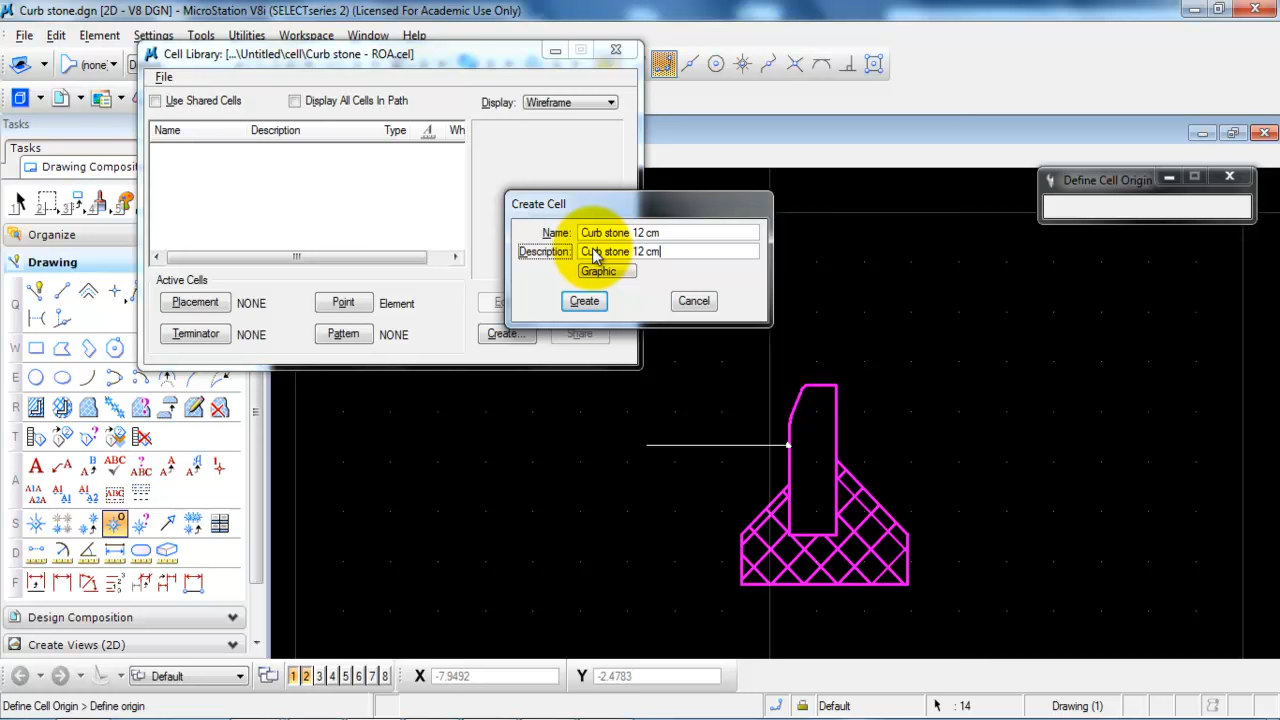 Curb stone.dgn [2D - V8 DGN] - MicroStation V8i (SELECTseries 2) (Licensed For Academic Use Only)
File Edit Element Settings Tools Utilities Workspace Window Help
Cell Library: [...\Untitled\cell\Curb stone - ROA.cel]
(none)
File
Use Shared Cells
Display All Cells In Path
Display: Wireframe
Tasks
Name Description Type Wh
Tasks
Drawing Composit
Define Cell Origin
Create Cell
Name: Curb stone 12 cm
Description: Curb stone 12 cm
Graphic
Create Cancel
Organize
Drawing
Active Cells
Placement NONE Point Element
Terminator NONE Pattern NONE Create... Share
Q
W
E
R
T
A
S
D
F
Design Composition
Create Views (2D)
Default
1 2 3 4 5 6 7 8
X -7.9492
Y -2.4783
Define Cell Origin > Define origin
Default
: 14
Drawing (1)